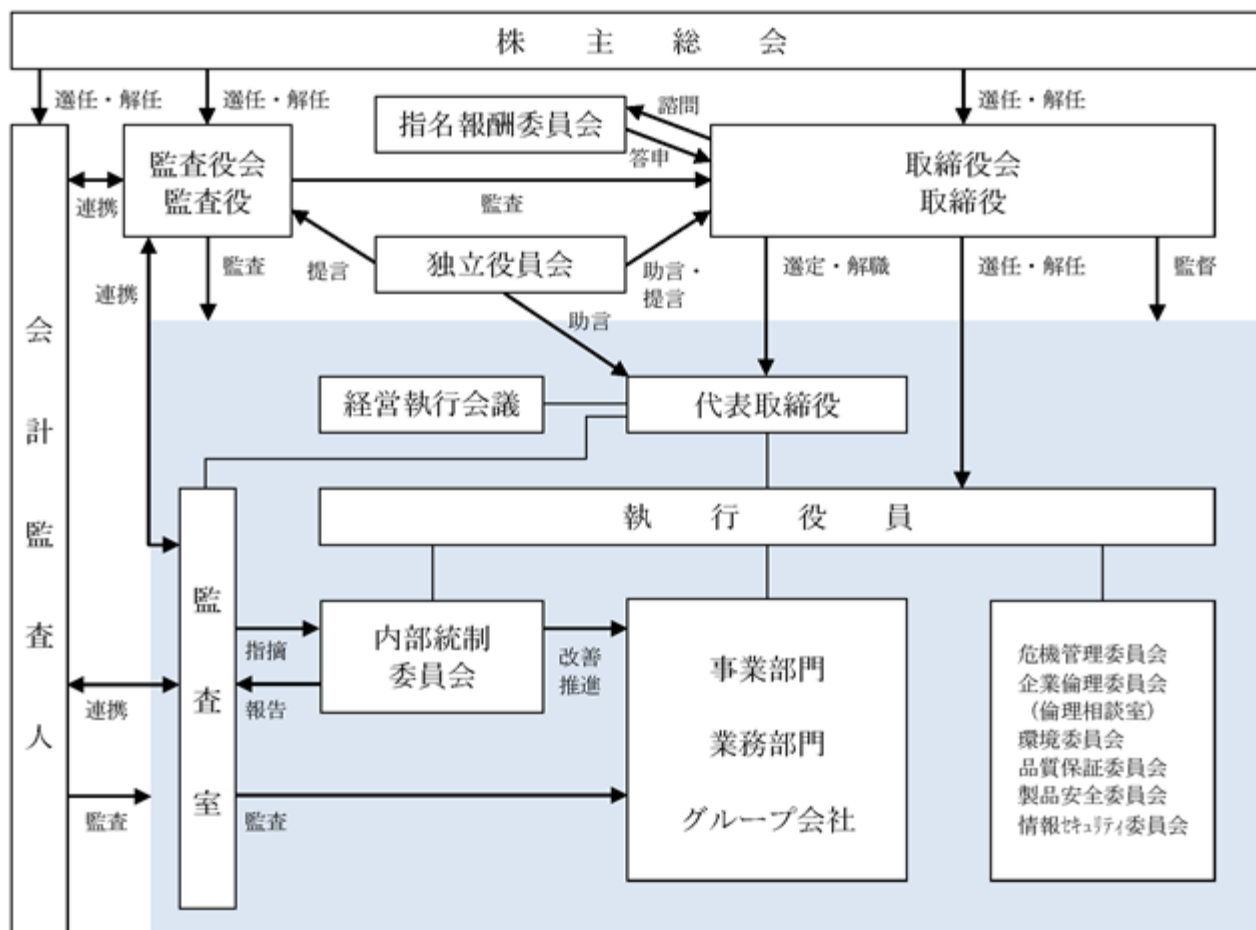 株主総会
選任・解任
選任・解任
選任・解任
指名報酬委員会
諮問
答申
監査役会
監査役
取締役会
取締役
連携
監査
独立役員会
提言
助言・
提言
監査
連携
選定・解職
選任・解任
監督
助言
会計監査人
経営執行会議
代表取締役
執行役員
監査室
指摘
報告
内部統制
委員会
改善
推進
事業部門
業務部門
グループ会社
危機管理委員会
企業倫理委員会
（倫理相談室）
環境委員会
品質保証委員会
製品安全委員会
情報ｾｷｭﾘﾃｨ委員会
連携
監査
監査